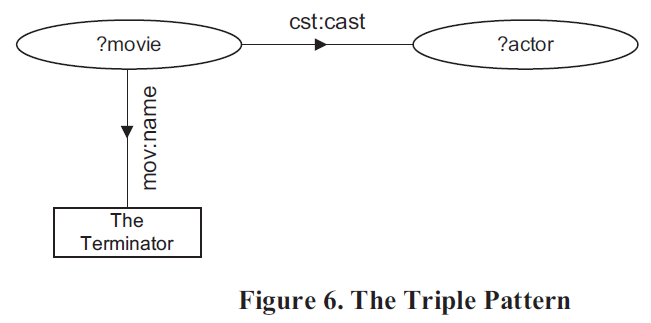 cst:cast
?movie
?actor
mov:name
The
Terminator
Figure 6. The Triple Pattern